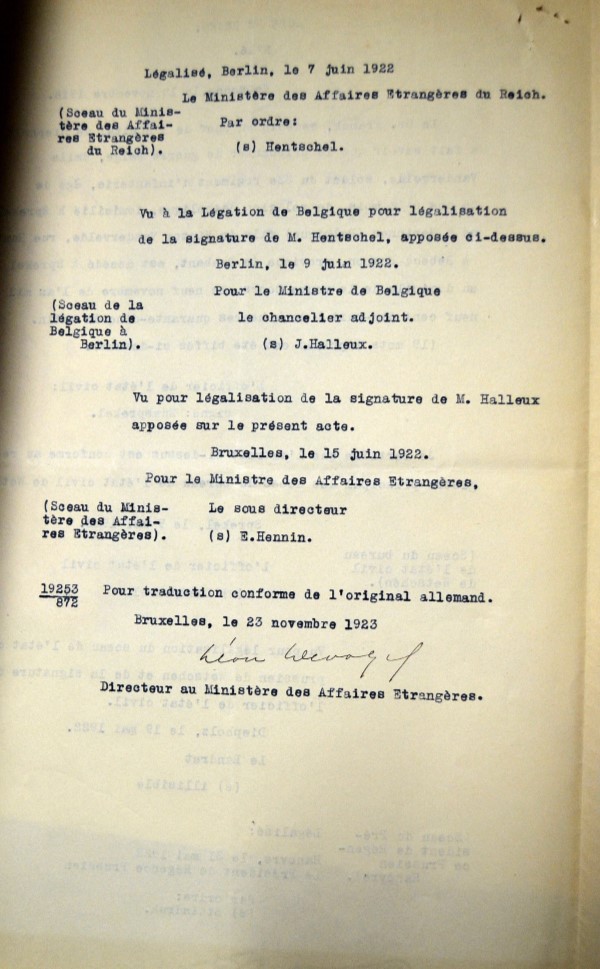 Légalisé, Berlin, le 7 juin 1922
Le Ministère des Affaires Etrangères du Reich.
(Sceau du Minis-
tère des Affai-
res Etrangères
du Reich).
Par ordre:
(s) Hentschel.
Vu à la Légation de Belgique pour légalisation
de la signature de M. Hentschel, apposée ci-dessus.
Berlin, le 9 juin 1922.
Pour le Ministre de Belgique
(Sceau de la
légation de
Belgique à
Berlin).
le chancelier adjoint.
(s) J.Halleux.
Vu pour légalisation de la signature de M. Halleux
apposée sur le présent acte.
Bruxelles, le 15 juin 1922.
Pour le Ministre des Affaires Etrangères,
(Sceau du Minis-
tère des Affai-
res Etrangères).
Le sous directeur
(s) E.Hennin.
19253
872
Pour traduction conforme de l'original allemand.
Bruxelles, le 23 novembre 1923
Léon
Directeur au Ministère des Affaires Etrangères.